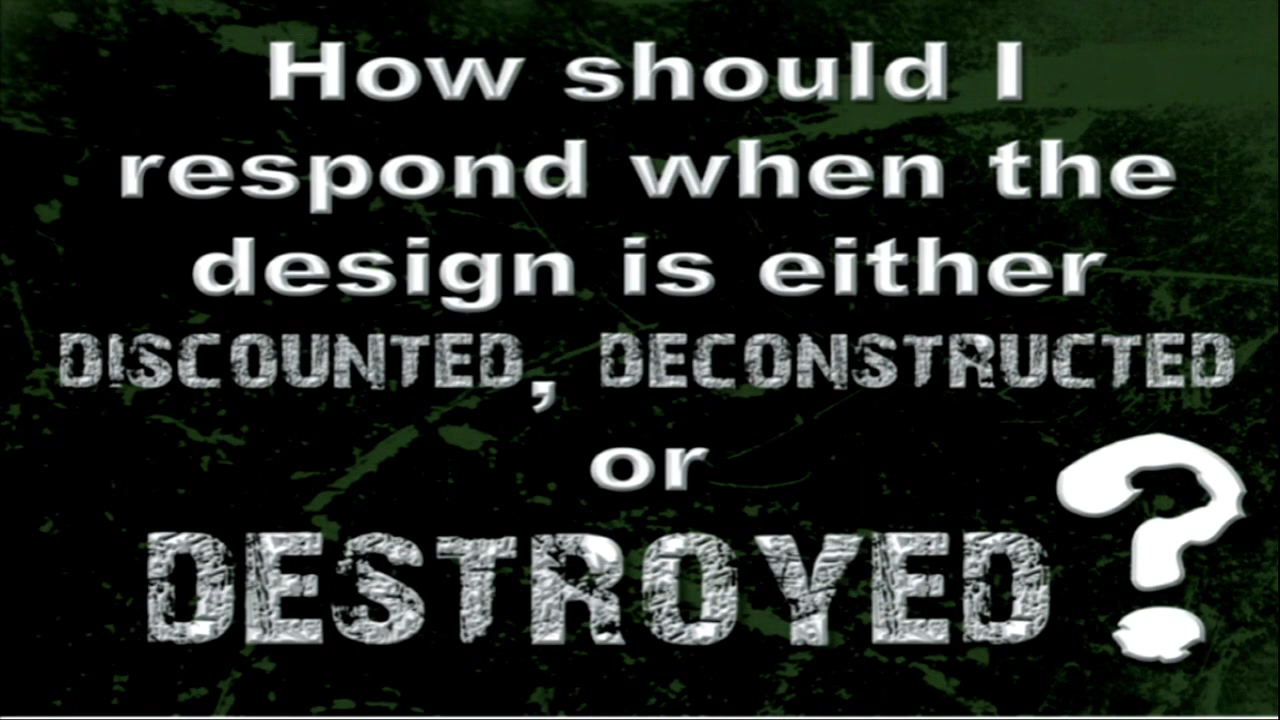 How should I
respond when the
design is either
DISCOUNTED, DECONSTRUCTED
or
DESTROYED?